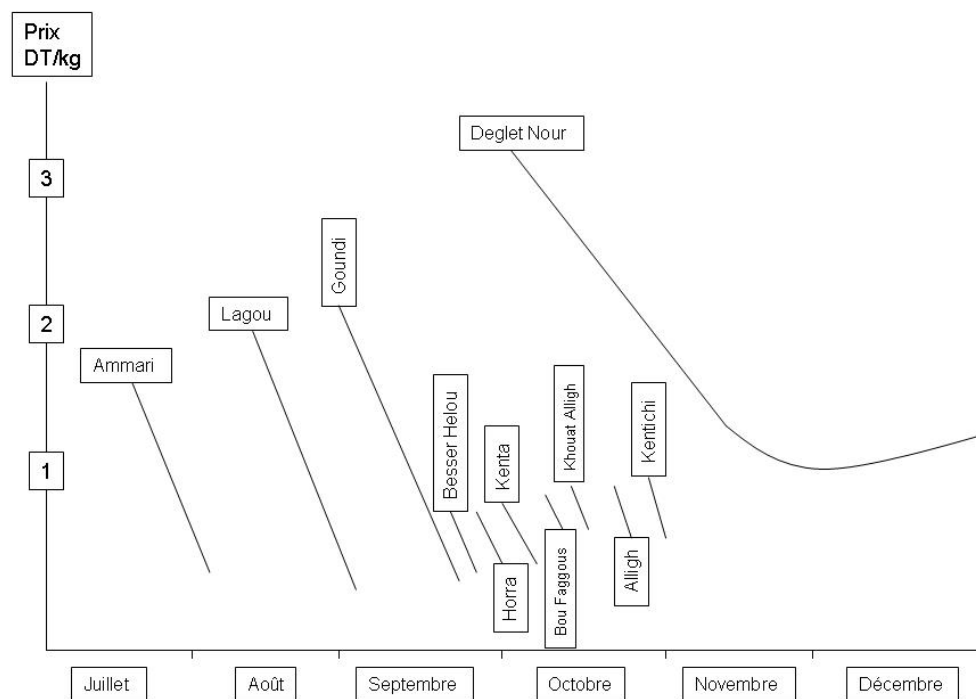 Prix
DT/kg
Deglet Nour
3
Goundi
Lagou
2
Ammari
Besser Helou
Kenta
Khouat Alligh
Kentichi
1
Horra
Bou Faggous
Alligh
Juillet
Août
Septembre
Octobre
Novembre
Décembre